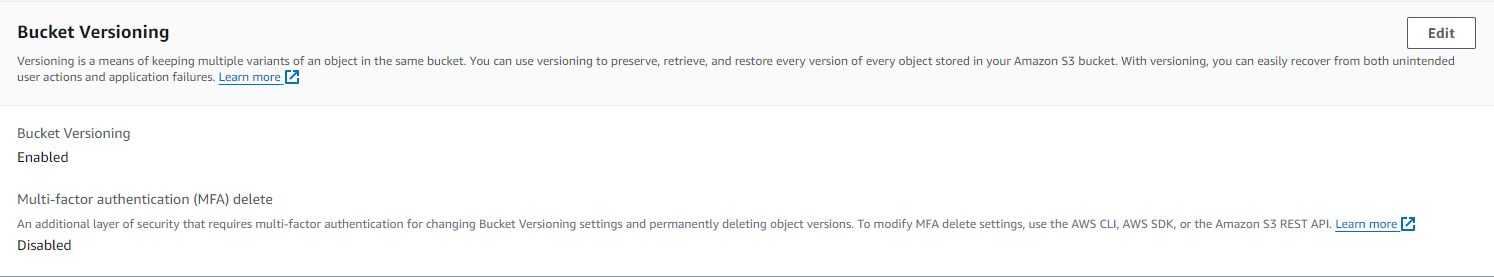 Bucket Versioning
Edit
Versioning is a means of keeping multiple variants of an object in the same bucket. You can use versioning to preserve, retrieve, and restore every version of every object stored in your Amazon S3 bucket. With versioning, you can easily recover from both unintended
user actions and application failures. Learn more
Bucket Versioning
Enabled
Multi-factor authentication (MFA) delete
An additional layer of security that requires multi-factor authentication for changing Bucket Versioning settings and permanently deleting object versions. To modify MFA delete settings, use the AWS CLI, AWS SDK, or the Amazon S3 REST API. Learn more
Disabled